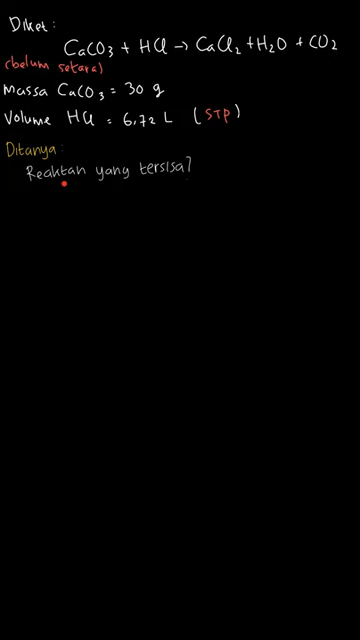 Diket:
CaCO3 + HCl → CaCl2 + H2O + CO2
(belum setara)
Massa CaCO3 = 30 g
Volume HCl = 6,72 L (STP)
Ditanya:
Reaktan yang tersisa?